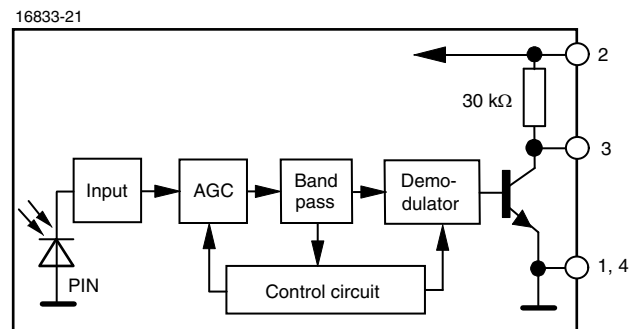 16833-21
2
30 kΩ
3
Input
AGC
Band
pass
Demo-
dulator
1, 4
PIN
Control circuit